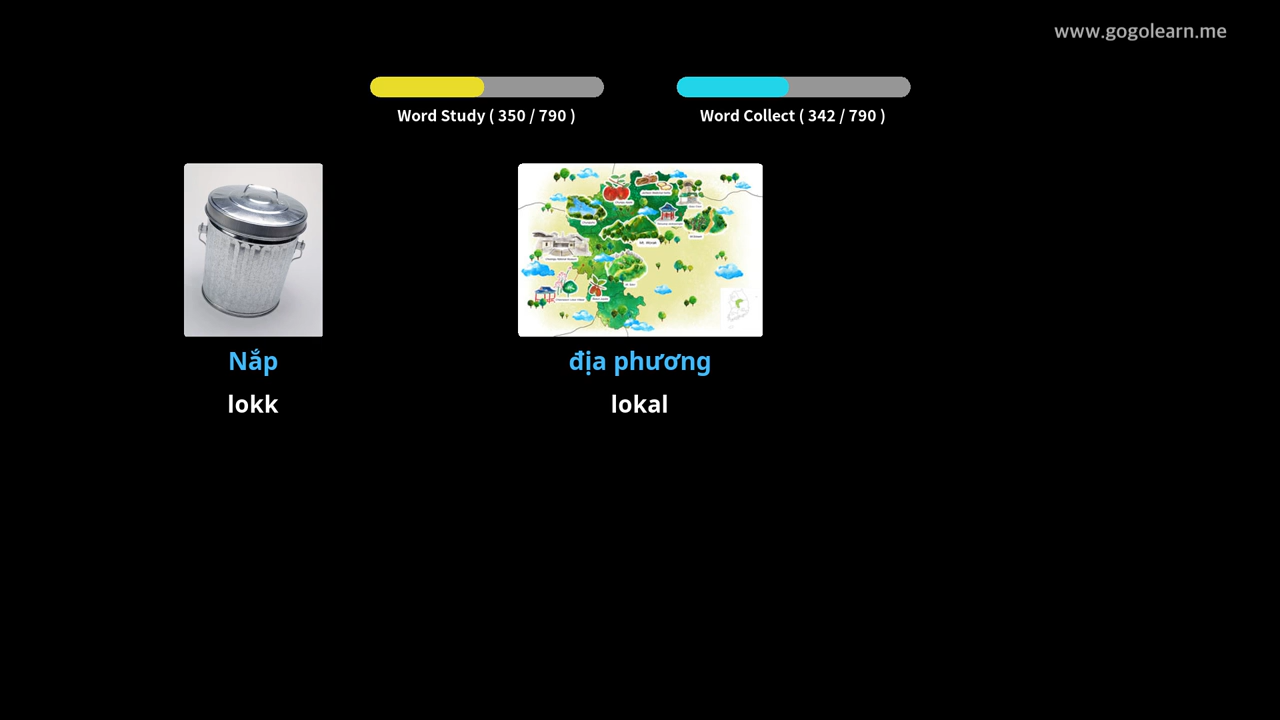 www.gogolearn.me
Word Study ( 350 / 790 )
Word Collect ( 342 / 790 )
Nắp
địa phương
lokk
lokal